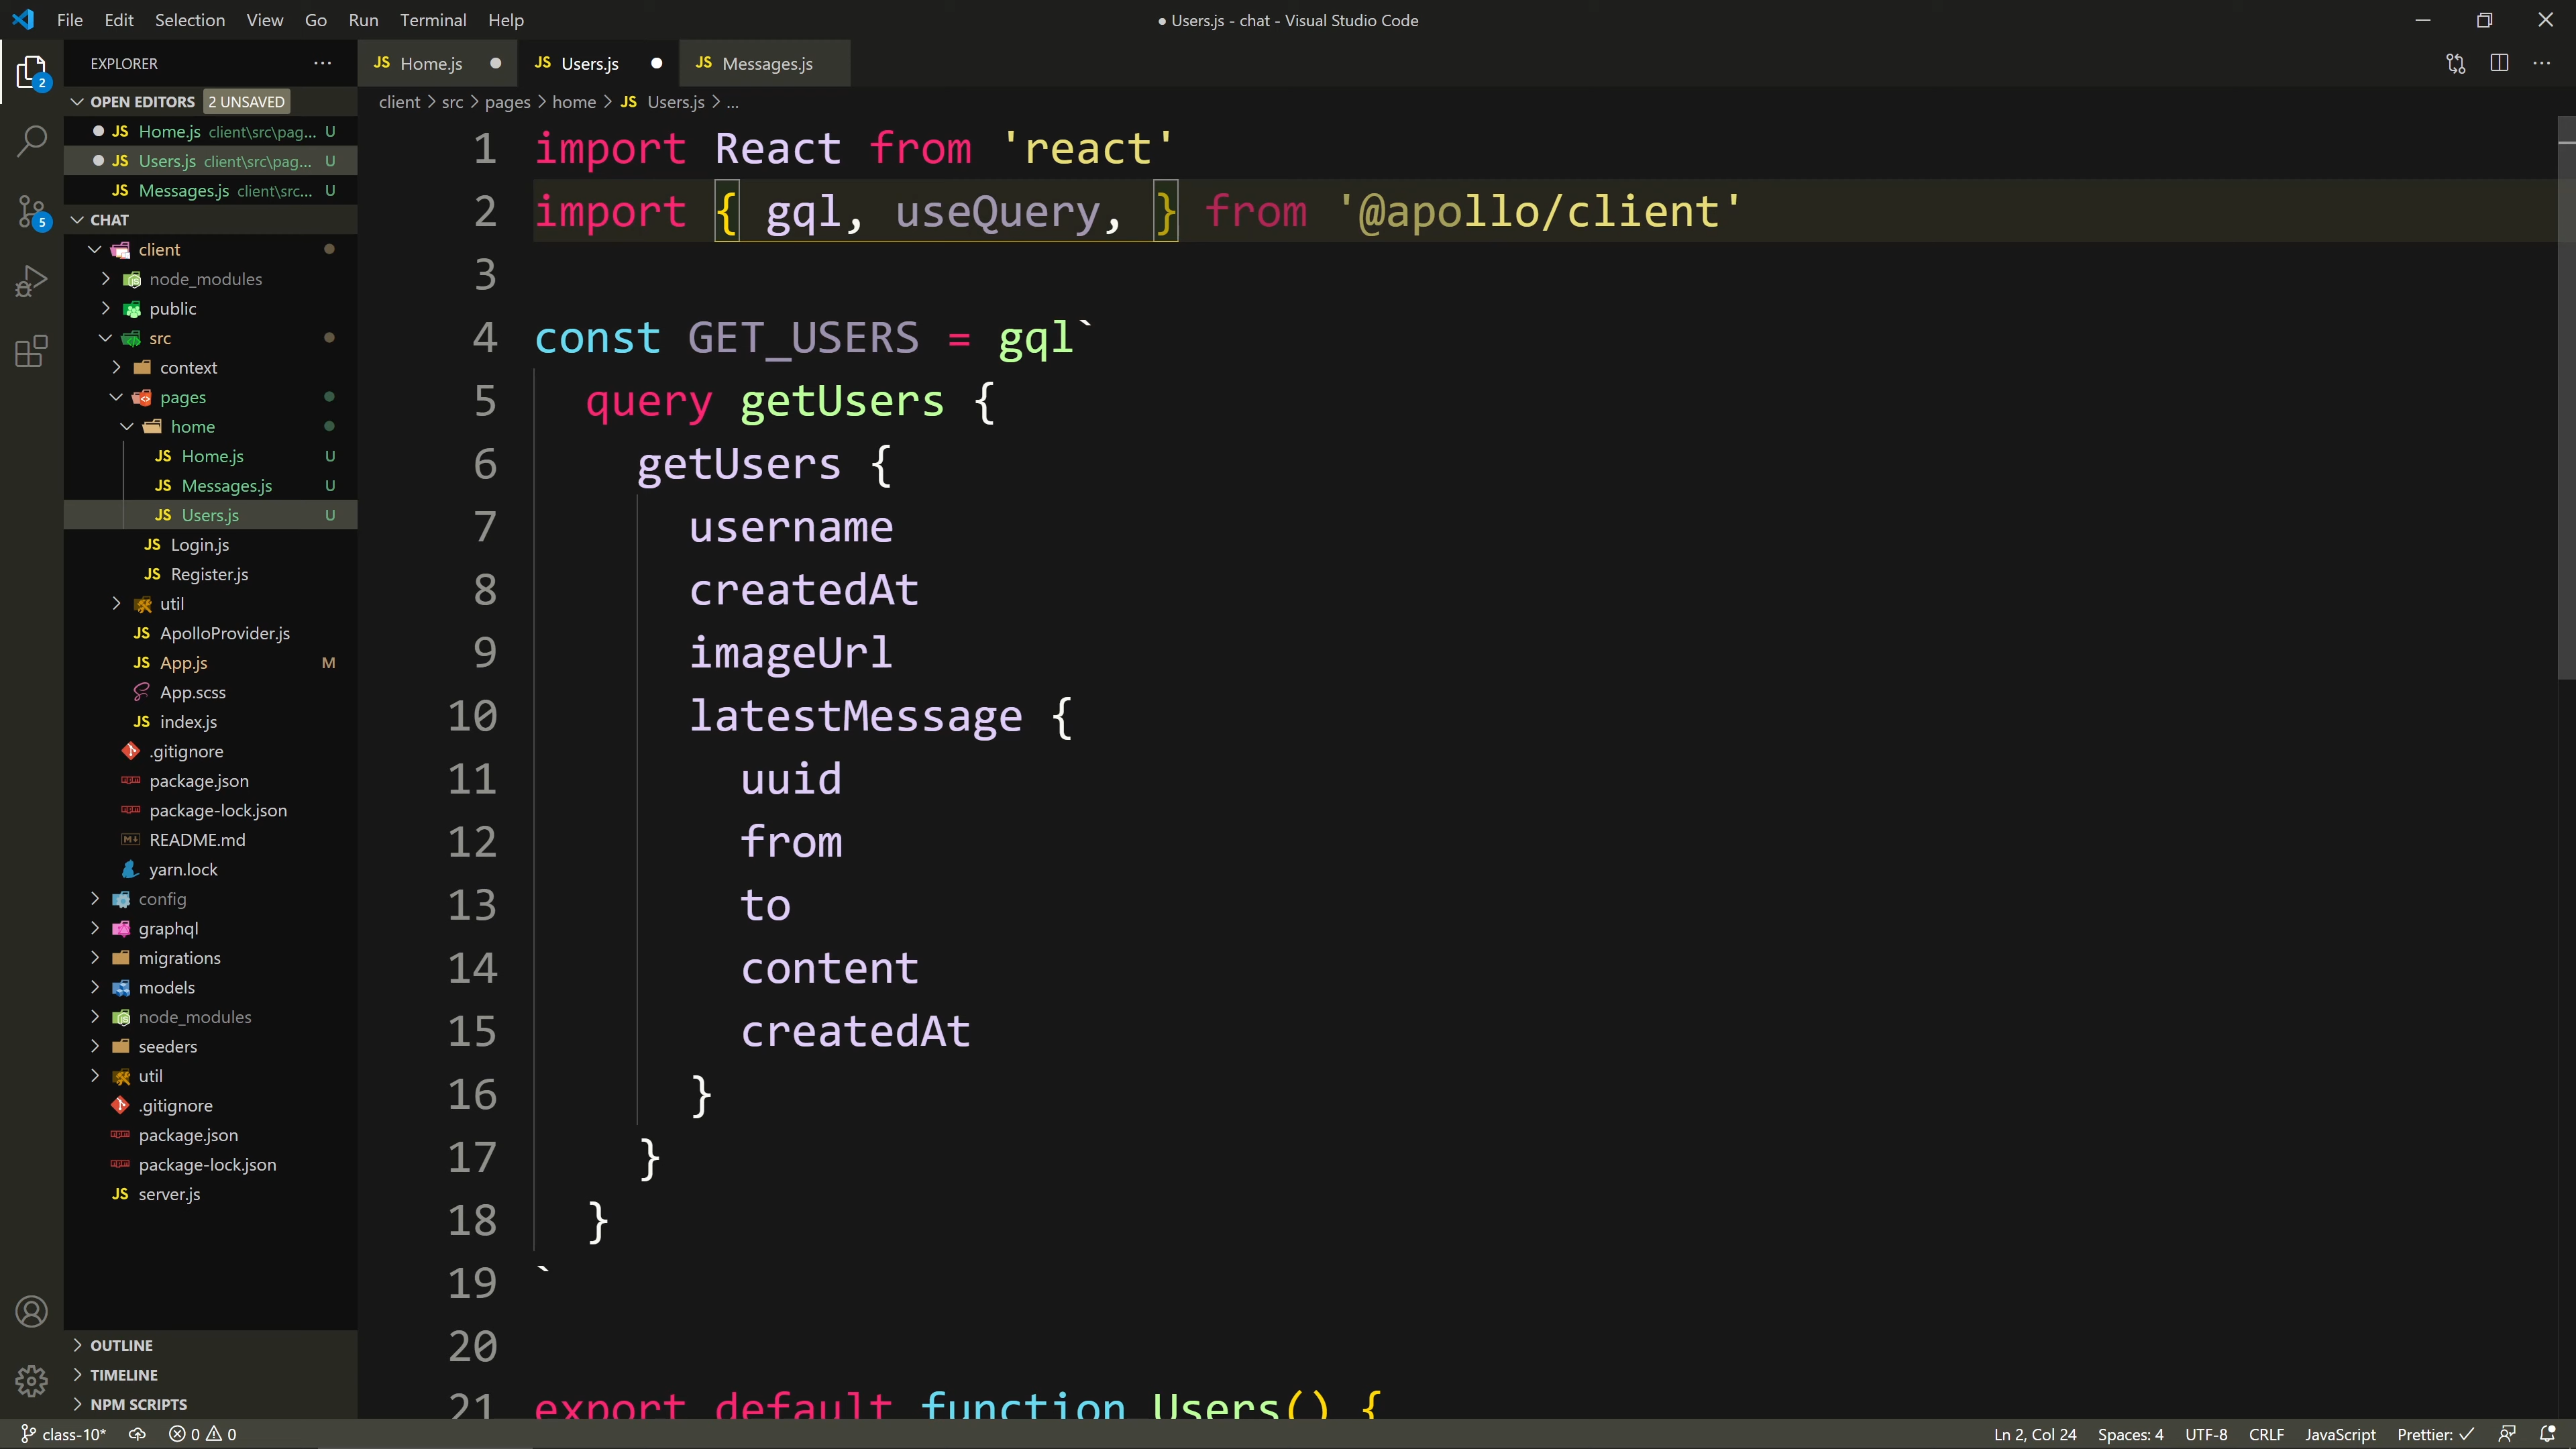 File Edit Selection View Go Run Terminal Help
● Users.js - chat - Visual Studio Code
2
5
EXPLORER ...
OPEN EDITORS 2 UNSAVED
JS Home.js client\src\pag... U
JS Users.js client\src\pag... U
JS Messages.js client\src... U
CHAT
client
node_modules
public
src
context
pages
home
JS Home.js U
JS Messages.js U
JS Users.js U
JS Login.js
JS Register.js
util
JS ApolloProvider.js
JS App.js M
App.scss
JS index.js
.gitignore
package.json
package-lock.json
README.md
yarn.lock
config
graphql
migrations
models
node_modules
seeders
util
.gitignore
package.json
package-lock.json
JS server.js
OUTLINE
TIMELINE
NPM SCRIPTS
JS Home.js ● JS Users.js ● JS Messages.js
client > src > pages > home > JS Users.js > ...
1 import React from 'react'
2 import { gql, useQuery, } from '@apollo/client'
3
4 const GET_USERS = gql`
5 query getUsers {
6 getUsers {
7 username
8 createdAt
9 imageUrl
10 latestMessage {
11 uuid
12 from
13 to
14 content
15 createdAt
16 }
17 }
18 }
19 `
20
21 export default function Users() {
class-10* 0 0 Ln 2, Col 24 Spaces: 4 UTF-8 CRLF JavaScript Prettier: ✓